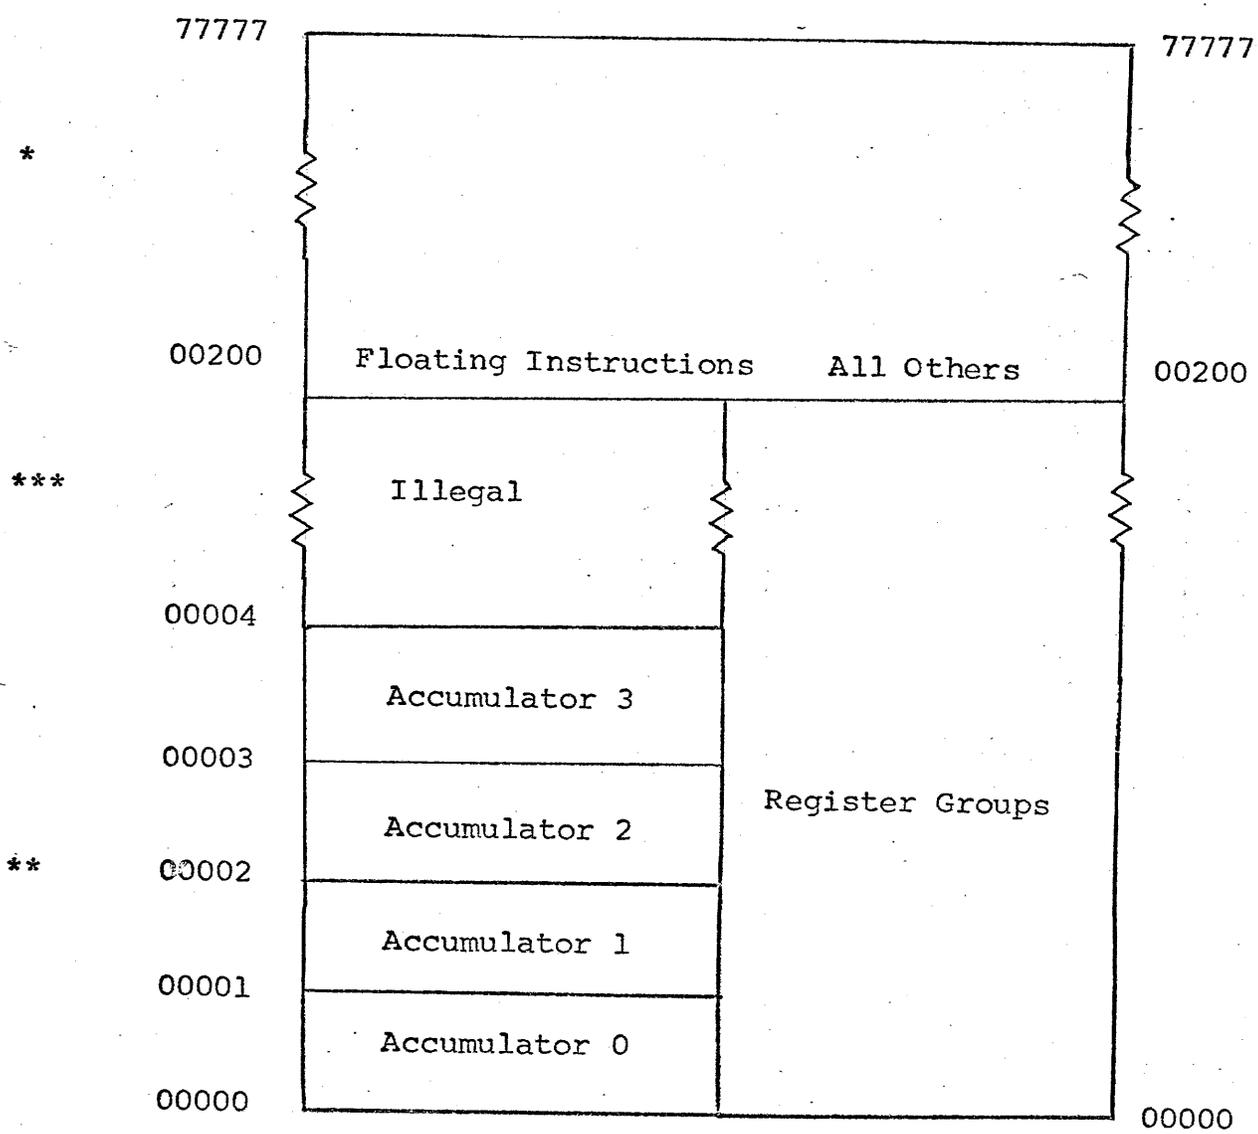 77777 77777
*
00200 Floating Instructions All Others 00200
*** Illegal
00004
Accumulator 3
00003
Register Groups
Accumulator 2
** 00002
Accumulator 1
00001
Accumulator 0
00000 00000